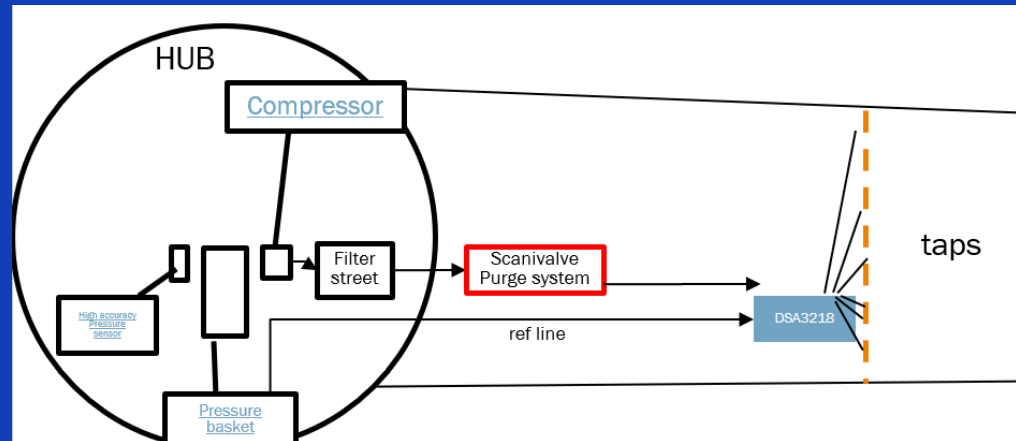 HUB
Compressor
Filter
street
Scanivalve
Purge system
taps
High accuracy
Pressure
sensor
DSA3218
ref line
Pressure
basket